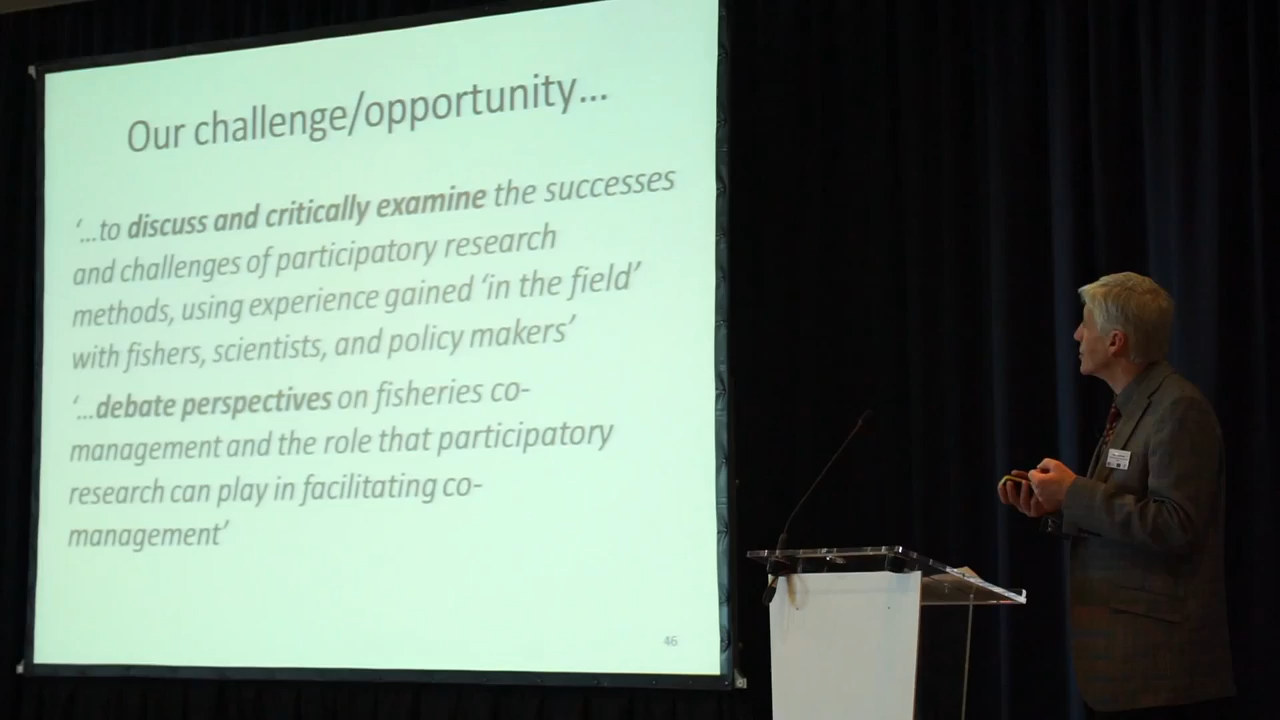 Our challenge/opportunity...
‘...to discuss and critically examine the successes
and challenges of participatory research
methods, using experience gained ‘in the field’
with fishers, scientists, and policy makers’
‘...debate perspectives on fisheries co-
management and the role that participatory
research can play in facilitating co-
management’
46